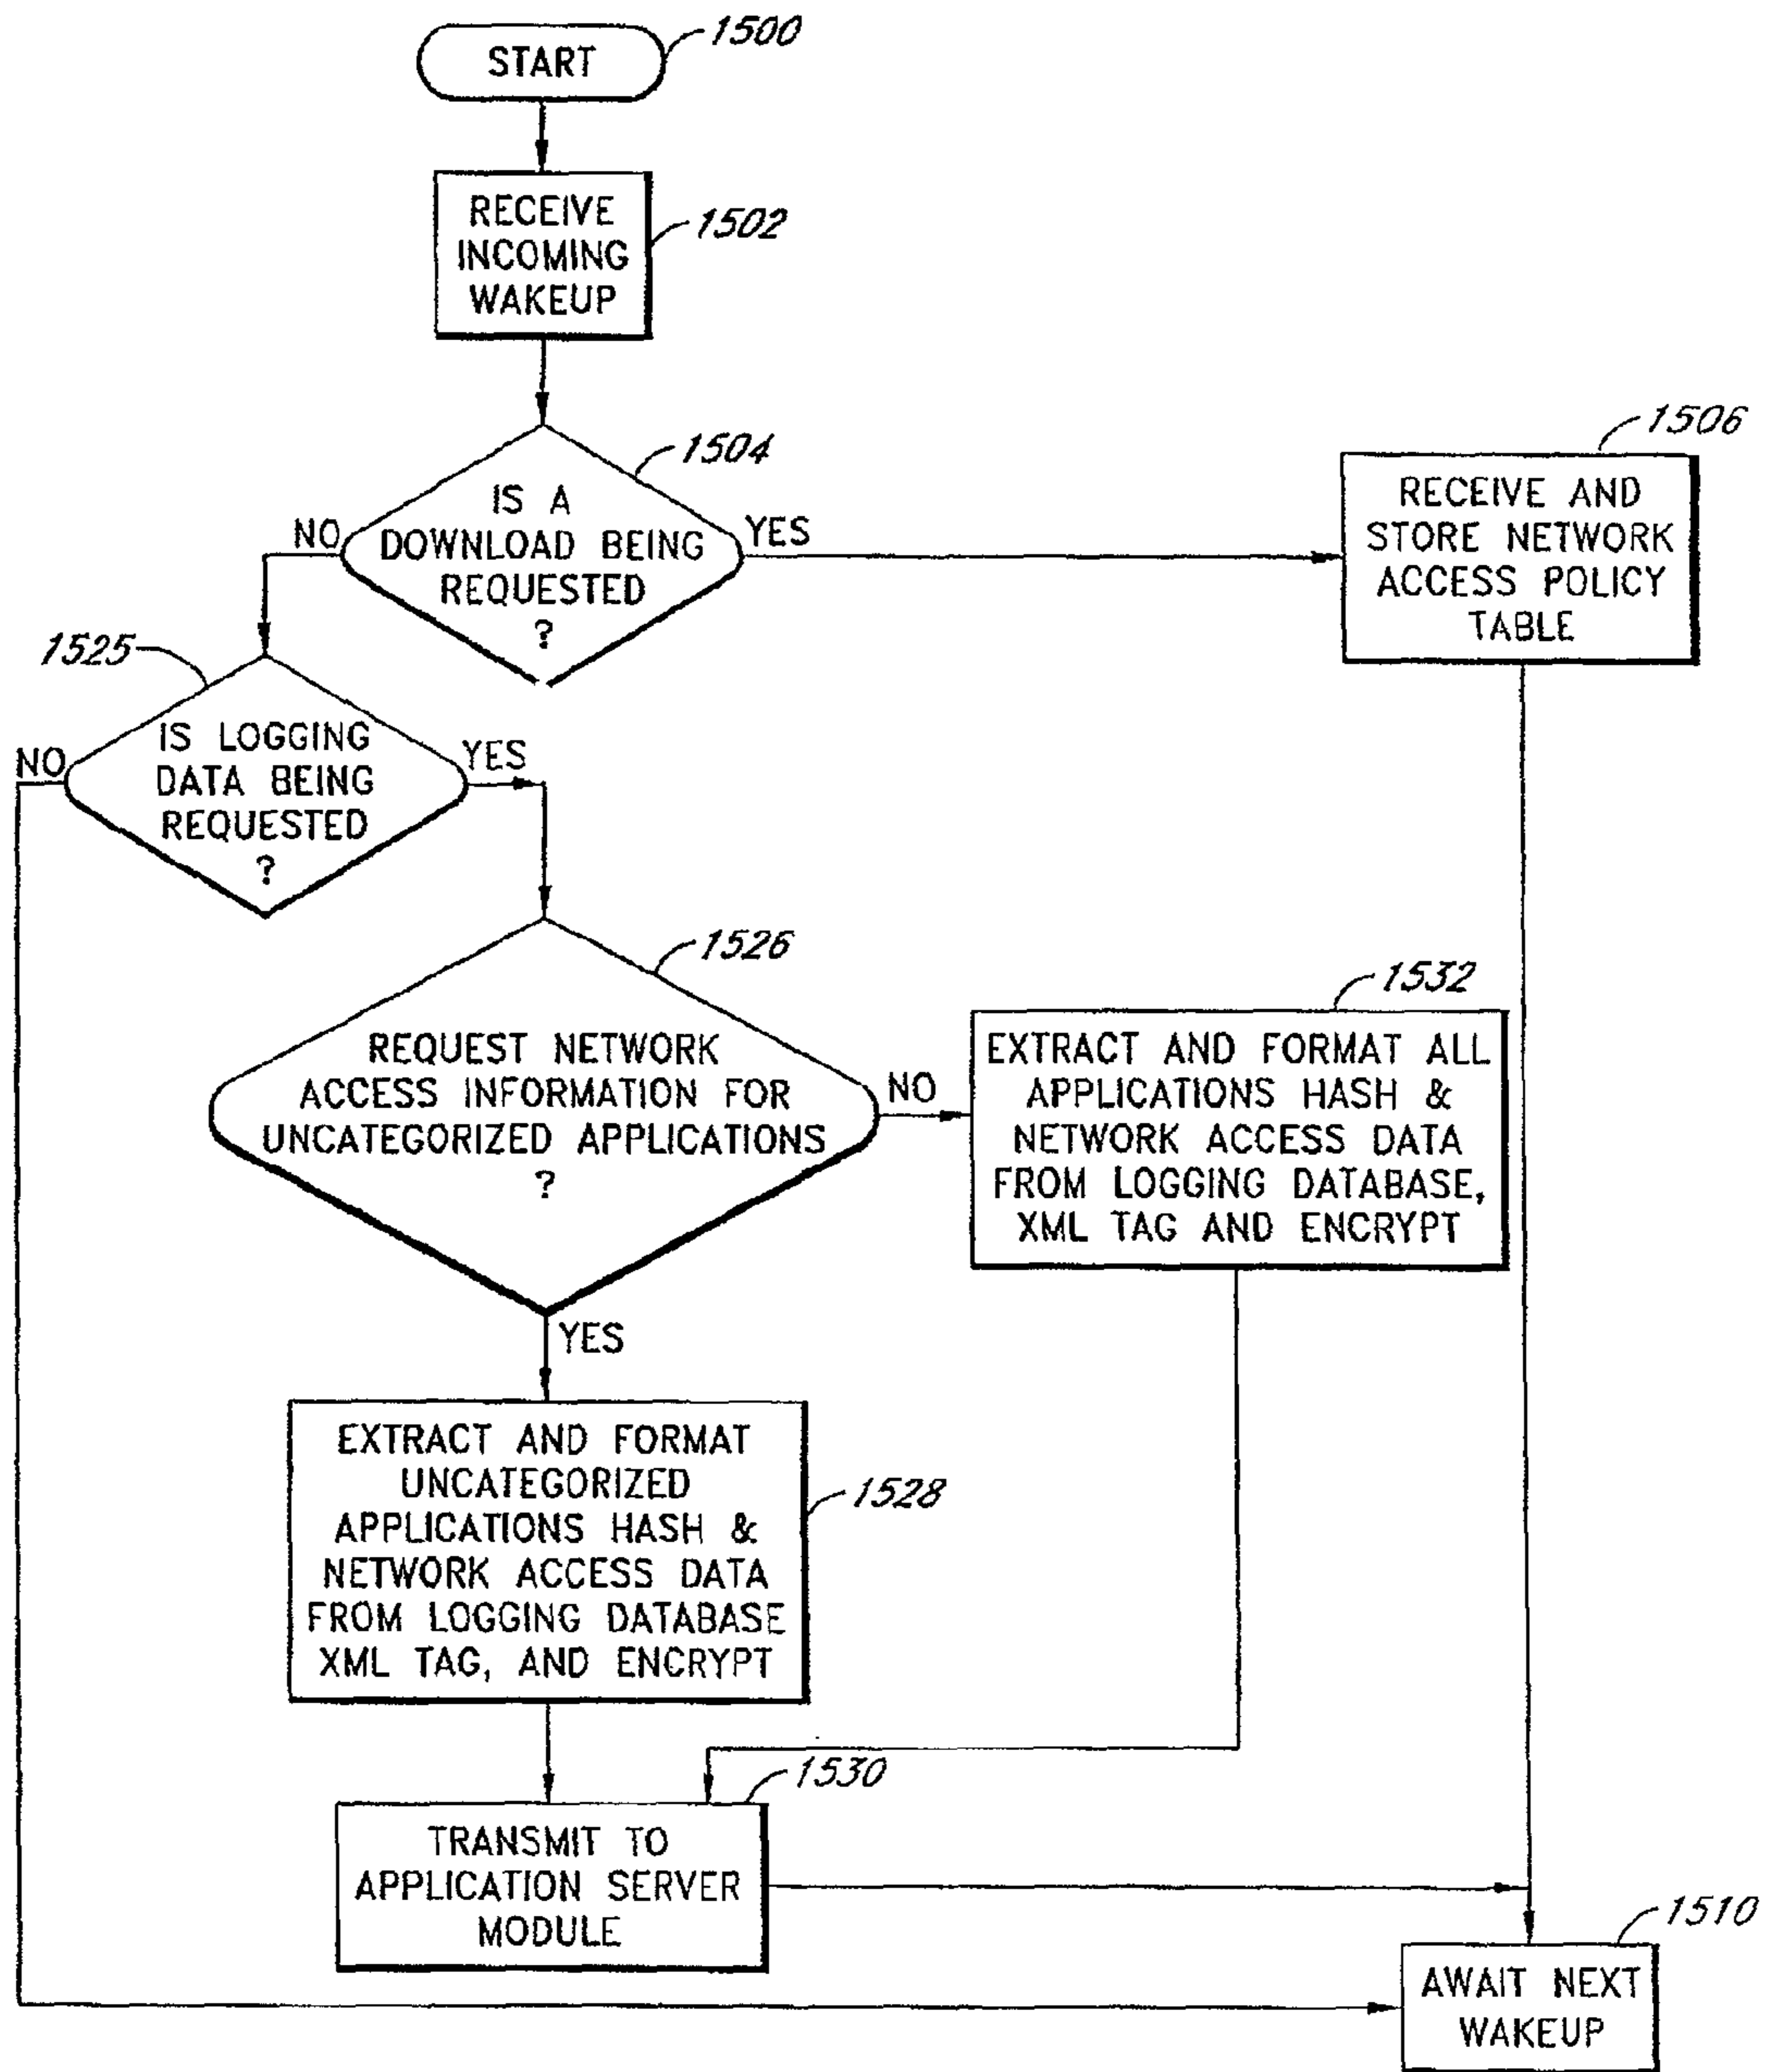 START
1500
RECEIVE
INCOMING
WAKEUP
1502
IS A
DOWNLOAD BEING
REQUESTED
?
1504
NO
YES
1506
RECEIVE AND
STORE NETWORK
ACCESS POLICY
TABLE
1525
IS LOGGING
DATA BEING
REQUESTED
?
NO
YES
1526
REQUEST NETWORK
ACCESS INFORMATION FOR
UNCATEGORIZED APPLICATIONS
?
NO
YES
1532
EXTRACT AND FORMAT ALL
APPLICATIONS HASH &
NETWORK ACCESS DATA
FROM LOGGING DATABASE,
XML TAG AND ENCRYPT
EXTRACT AND FORMAT
UNCATEGORIZED
APPLICATIONS HASH &
NETWORK ACCESS DATA
FROM LOGGING DATABASE
XML TAG, AND ENCRYPT
1528
1530
TRANSMIT TO
APPLICATION SERVER
MODULE
1510
AWAIT NEXT
WAKEUP